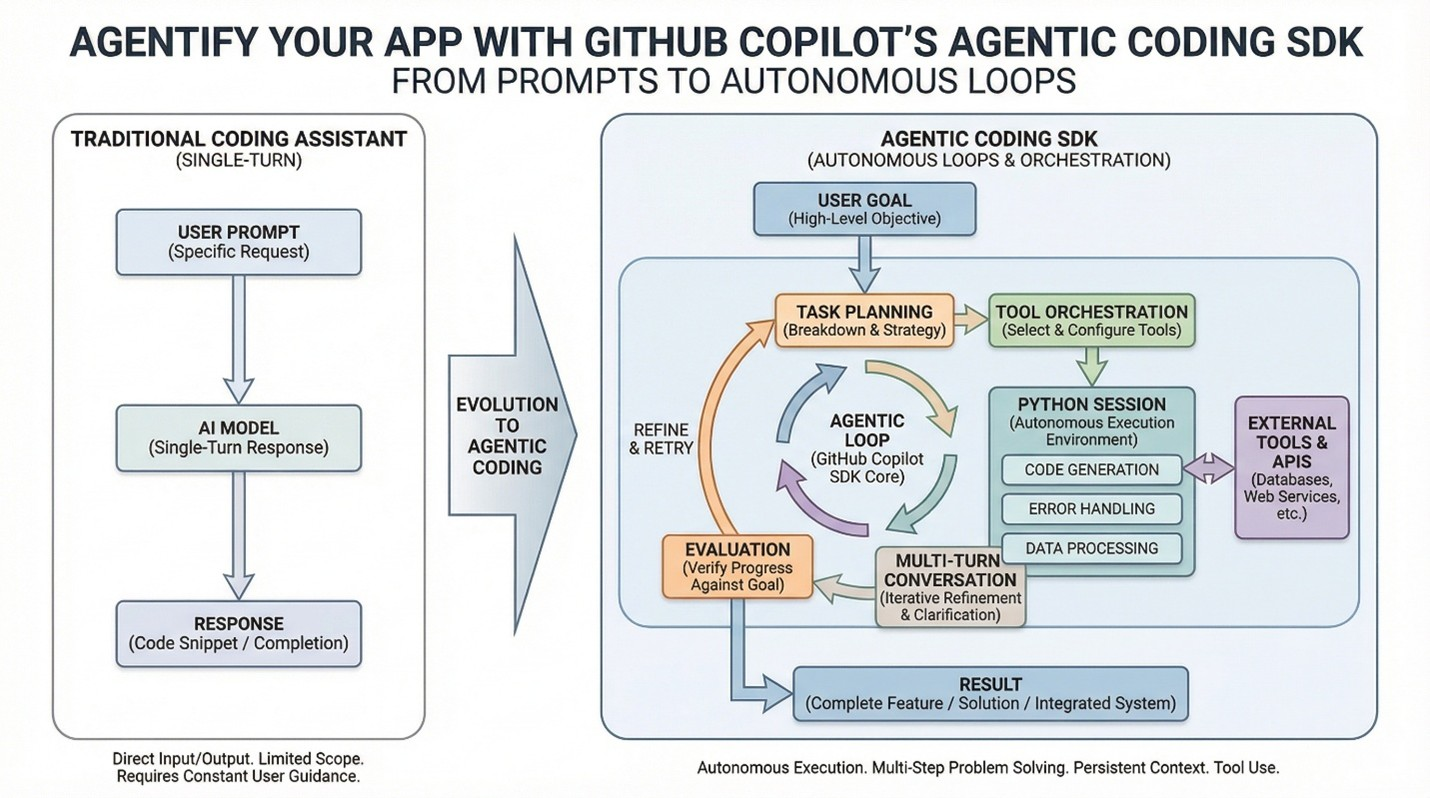 AGENTIFY YOUR APP WITH GITHUB COPILOT’S AGENTIC CODING SDK
FROM PROMPTS TO AUTONOMOUS LOOPS
TRADITIONAL CODING ASSISTANT
(SINGLE-TURN)
USER PROMPT
(Specific Request)
AI MODEL
(Single-Turn Response)
RESPONSE
(Code Snippet / Completion)
Direct Input/Output. Limited Scope.
Requires Constant User Guidance.
EVOLUTION
TO
AGENTIC
CODING
AGENTIC CODING SDK
(AUTONOMOUS LOOPS & ORCHESTRATION)
USER GOAL
(High-Level Objective)
TASK PLANNING
(Breakdown & Strategy)
TOOL ORCHESTRATION
(Select & Configure Tools)
PYTHON SESSION
(Autonomous Execution
Environment)
CODE GENERATION
ERROR HANDLING
DATA PROCESSING
EXTERNAL
TOOLS &
APIS
(Databases,
Web Services,
etc.)
AGENTIC
LOOP
(GitHub Copilot
SDK Core)
REFINE
& RETRY
MULTI-TURN
CONVERSATION
(Iterative Refinement
& Clarification)
EVALUATION
(Verify Progress
Against Goal)
RESULT
(Complete Feature / Solution / Integrated System)
Autonomous Execution. Multi-Step Problem Solving. Persistent Context. Tool Use.